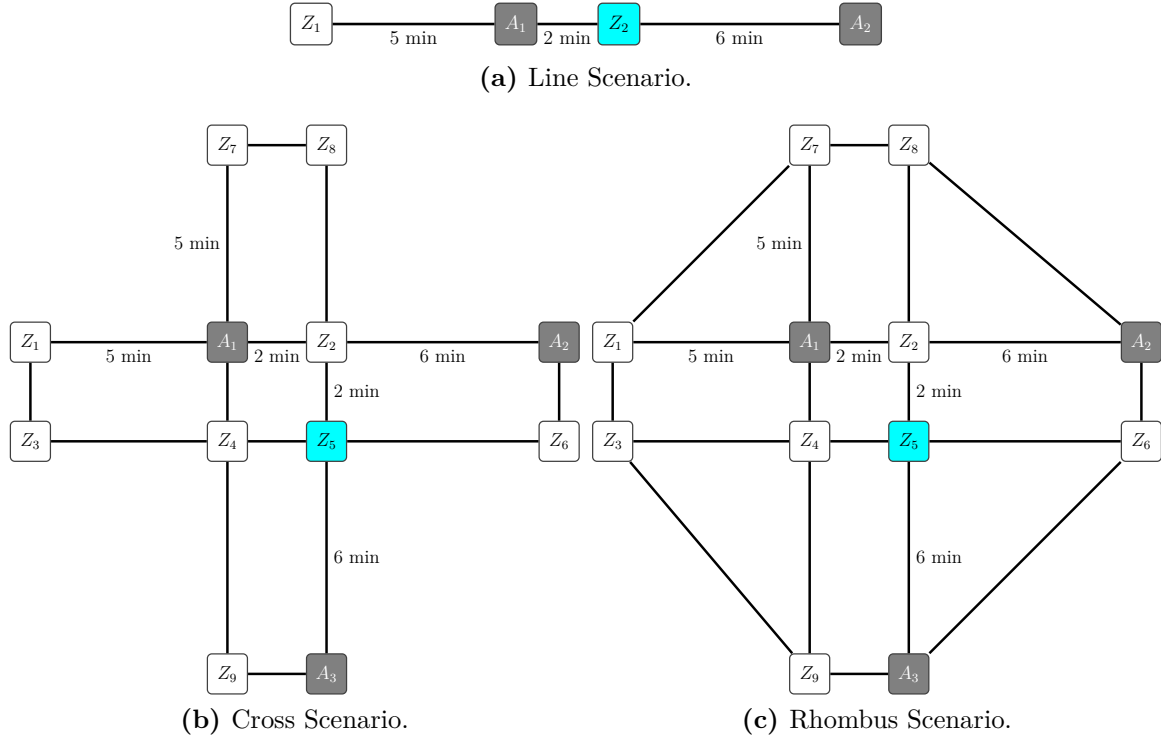 Z1 A1 Z2 A2
5 min 2 min 6 min
(a) Line Scenario.
Z7 Z8
5 min
Z1 A1 Z2 A2
5 min 2 min 6 min
2 min
Z3 Z4 Z5 Z6
6 min
Z9 A3
(b) Cross Scenario.
Z7 Z8
5 min
Z1 A1 Z2 A2
5 min 2 min 6 min
2 min
Z3 Z4 Z5 Z6
6 min
Z9 A3
(c) Rhombus Scenario.